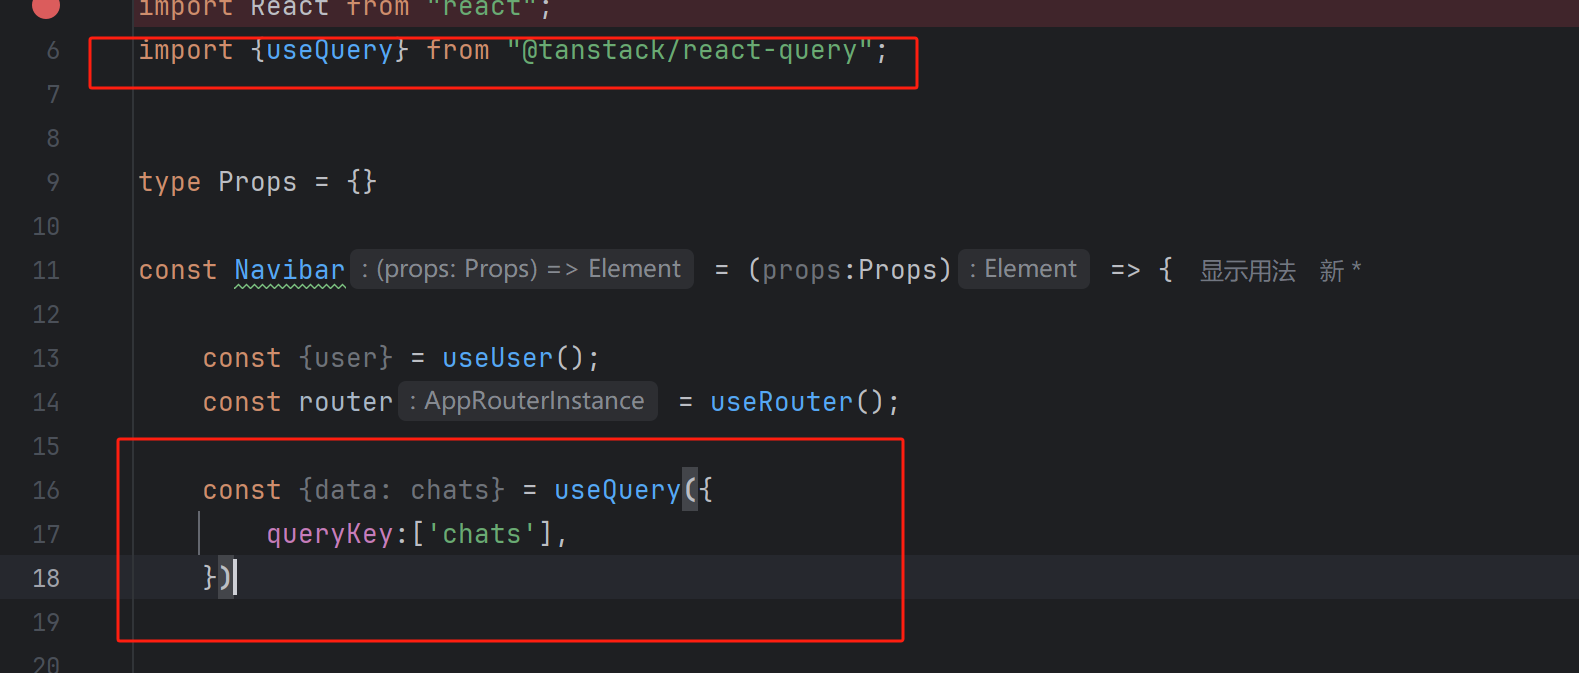 import React from "react";
6 import {useQuery} from "@tanstack/react-query";
7
8
9 type Props = {}
10
11 const Navibar : (props: Props) => Element = (props:Props) : Element => { 显示用法 新 *
12
13 const {user} = useUser();
14 const router : AppRouterInstance = useRouter();
15
16 const {data: chats} = useQuery({
17 queryKey:['chats'],
18 })
19
20